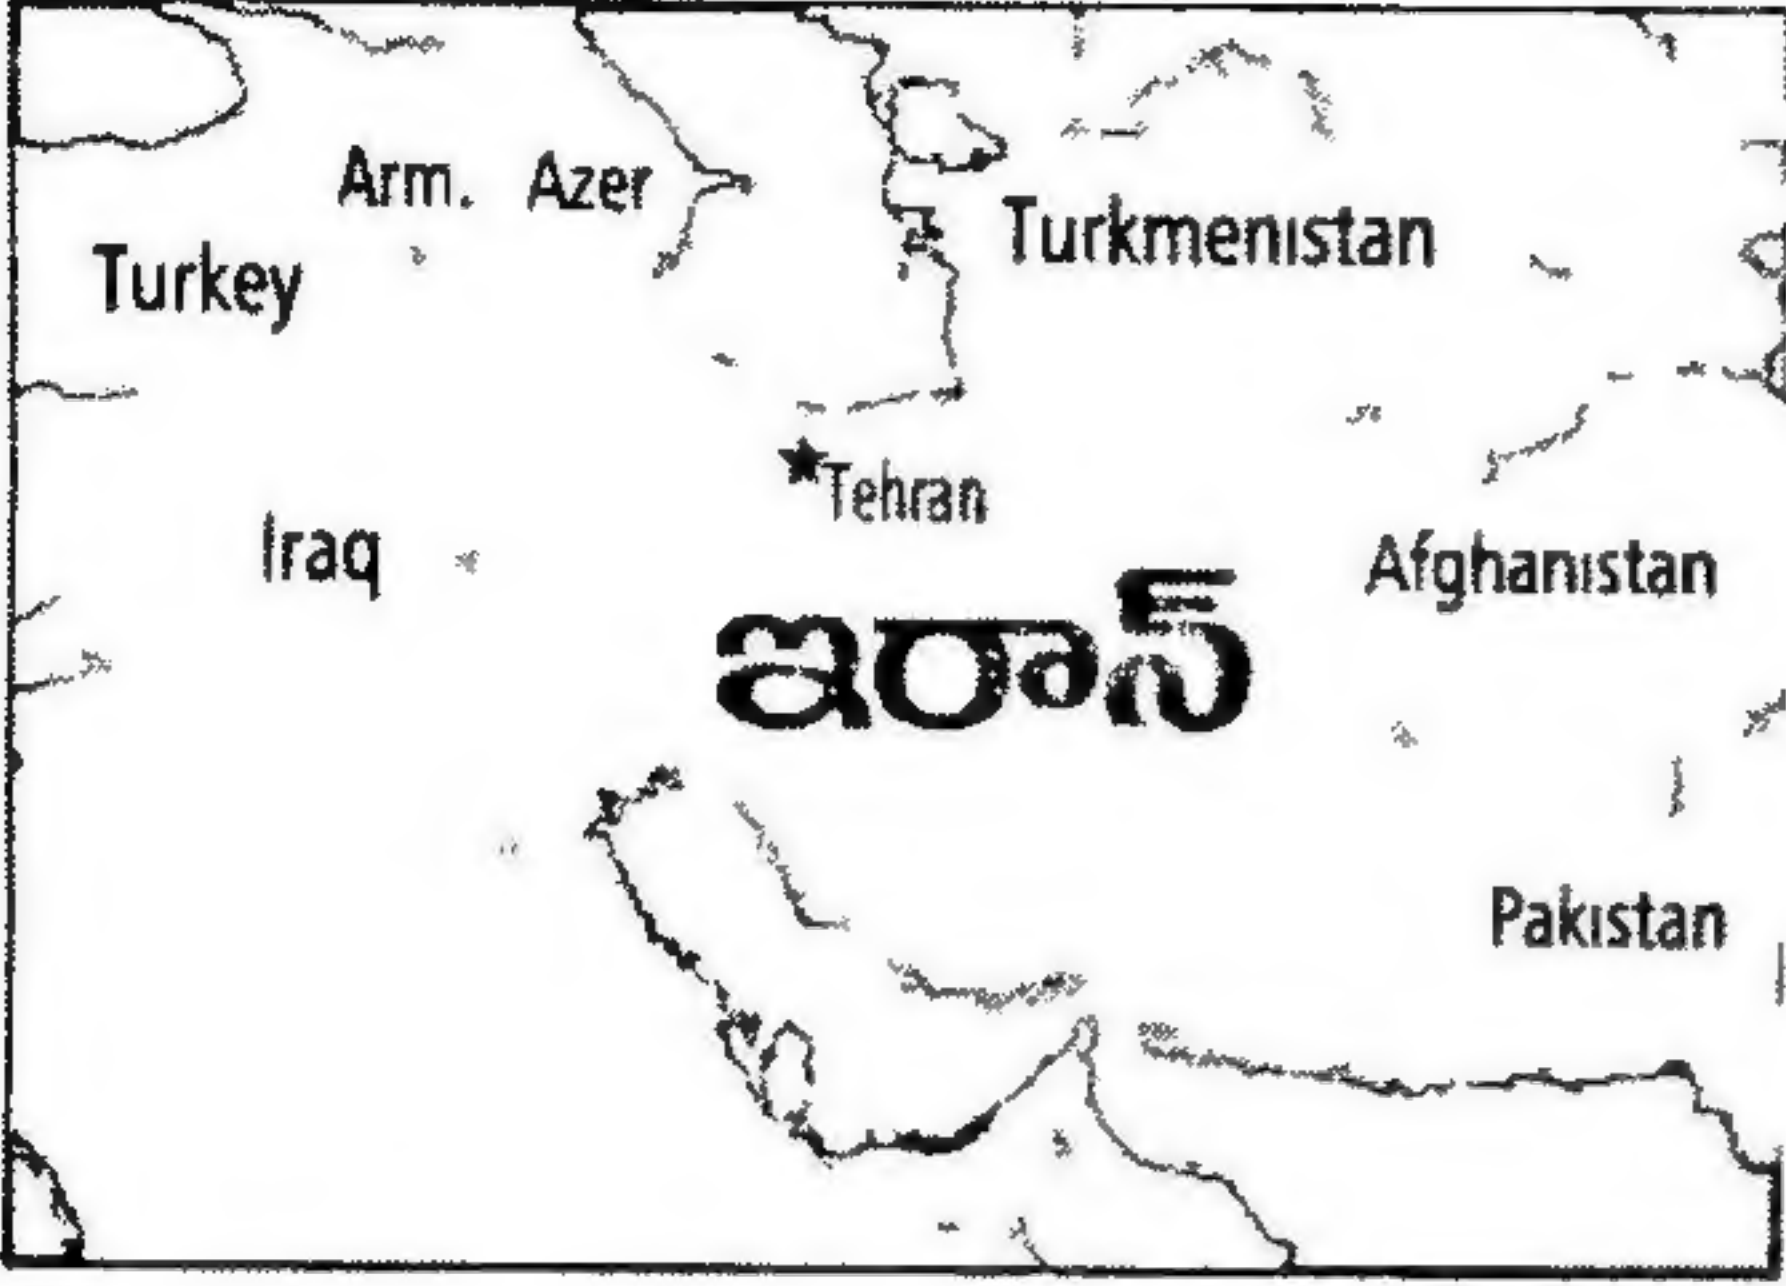 Arm. Azer
Turkmenistan
Turkey
Tehran
Iraq
Afghanistan
ఇరాన్
Pakistan